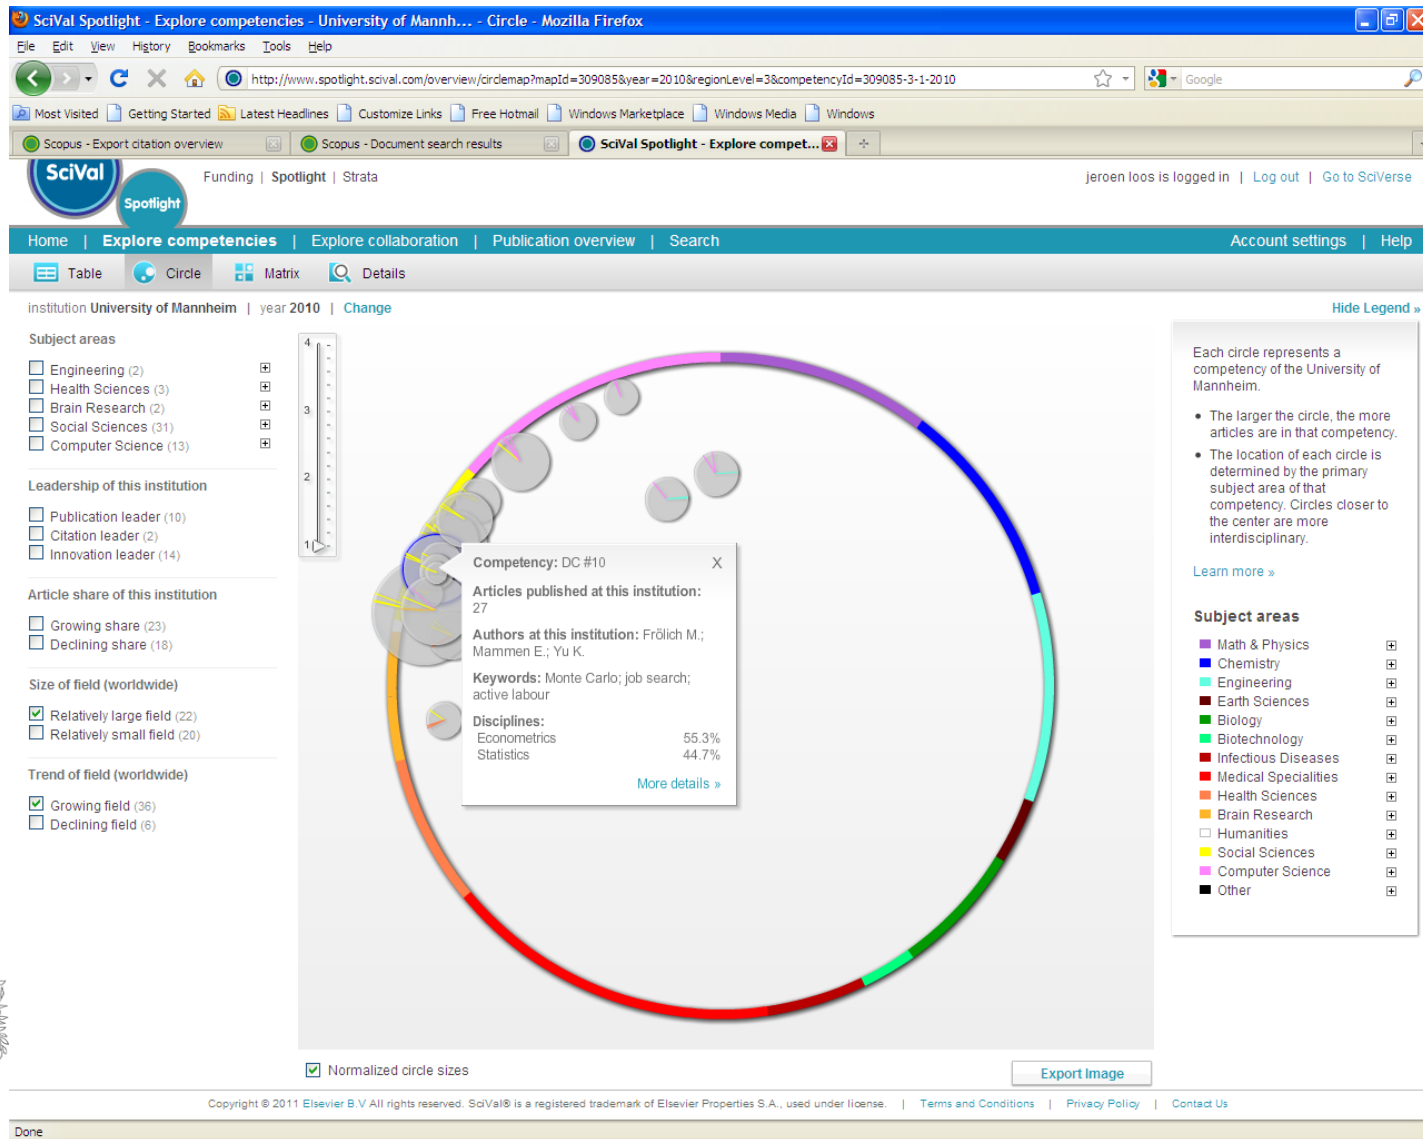 SciVal Spotlight - Explore competencies - University of Mannh... - Circle - Mozilla Firefox
File Edit View History Bookmarks Tools Help
http://www.spotlight.scival.com/overview/circlemap?mapId=309085&year=2010&regionLevel=3&competencyId=309085-3-1-2010
Google
Most Visited Getting Started Latest Headlines Customize Links Free Hotmail Windows Marketplace Windows Media Windows
Scopus - Export citation overview Scopus - Document search results SciVal Spotlight - Explore compet...
SciVal
Spotlight
Funding | Spotlight | Strata
jeroen loos is logged in | Log out | Go to SciVerse
Home | Explore competencies | Explore collaboration | Publication overview | Search
Account settings | Help
Table Circle Matrix Details
institution University of Mannheim | year 2010 | Change
Hide Legend »
Subject areas
Engineering (2)
Health Sciences (3)
Brain Research (2)
Social Sciences (31)
Computer Science (13)
Leadership of this institution
Publication leader (10)
Citation leader (2)
Innovation leader (14)
Article share of this institution
Growing share (23)
Declining share (18)
Size of field (worldwide)
Relatively large field (22)
Relatively small field (20)
Trend of field (worldwide)
Growing field (36)
Declining field (6)
4
3
2
1
Competency: DC #10 X
Articles published at this institution:
27
Authors at this institution: Frölich M.;
Mammen E.; Yu K.
Keywords: Monte Carlo; job search;
active labour
Disciplines:
Econometrics 55.3%
Statistics 44.7%
More details »
Each circle represents a
competency of the University of
Mannheim.
• The larger the circle, the more
articles are in that competency.
• The location of each circle is
determined by the primary
subject area of that
competency. Circles closer to
the center are more
interdisciplinary.
Learn more »
Subject areas
Math & Physics
Chemistry
Engineering
Earth Sciences
Biology
Biotechnology
Infectious Diseases
Medical Specialities
Health Sciences
Brain Research
Humanities
Social Sciences
Computer Science
Other
Normalized circle sizes
Export Image
Copyright © 2011 Elsevier B.V All rights reserved. SciVal® is a registered trademark of Elsevier Properties S.A., used under license. | Terms and Conditions | Privacy Policy | Contact Us
Done